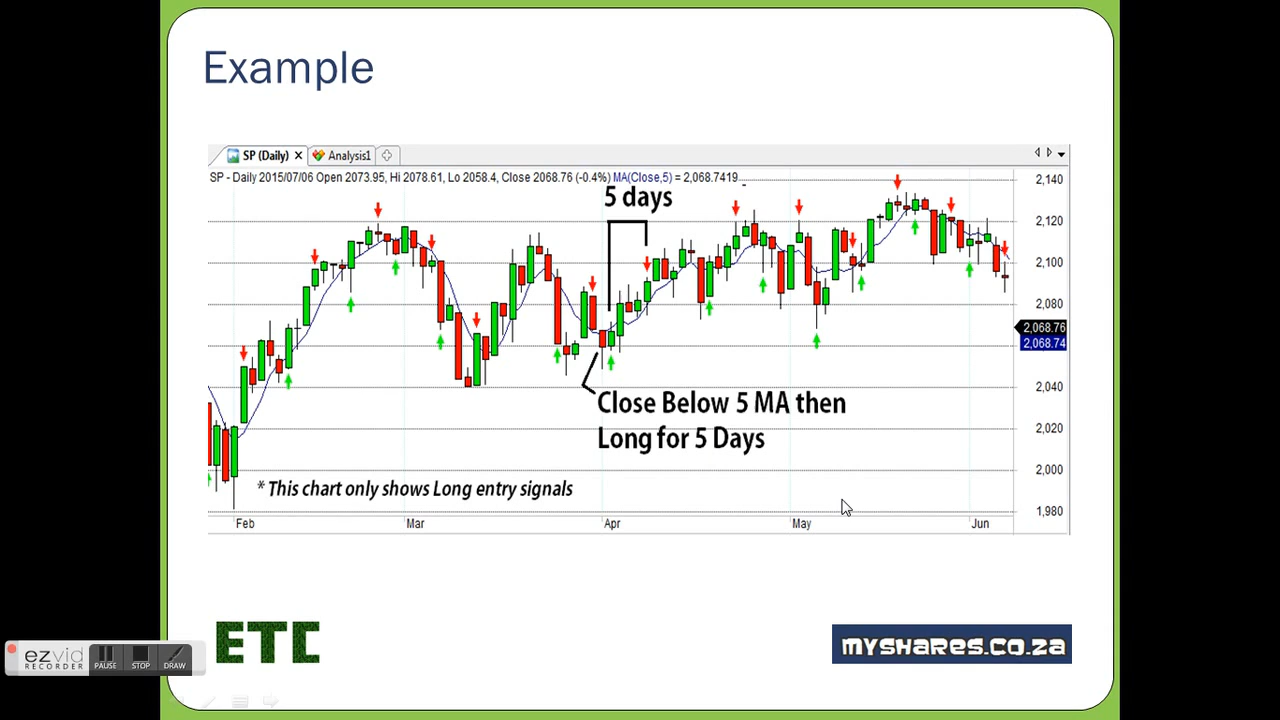 Example
SP (Daily) Analysis1
SP - Daily 2015/07/06 Open 2073.95, Hi 2078.61, Lo 2058.4, Close 2068.76 (-0.4%) MA(Close,5) = 2,068.7419
2,140
5 days
2,120
2,100
2,080
2,068.76
2,068.74
2,040
Close Below 5 MA then
2,020
Long for 5 Days
2,000
* This chart only shows Long entry signals
1,980
Feb Mar Apr May Jun
ETC
MYSHARES.CO.ZA
ezvid
RECORDER
PAUSE STOP DRAW